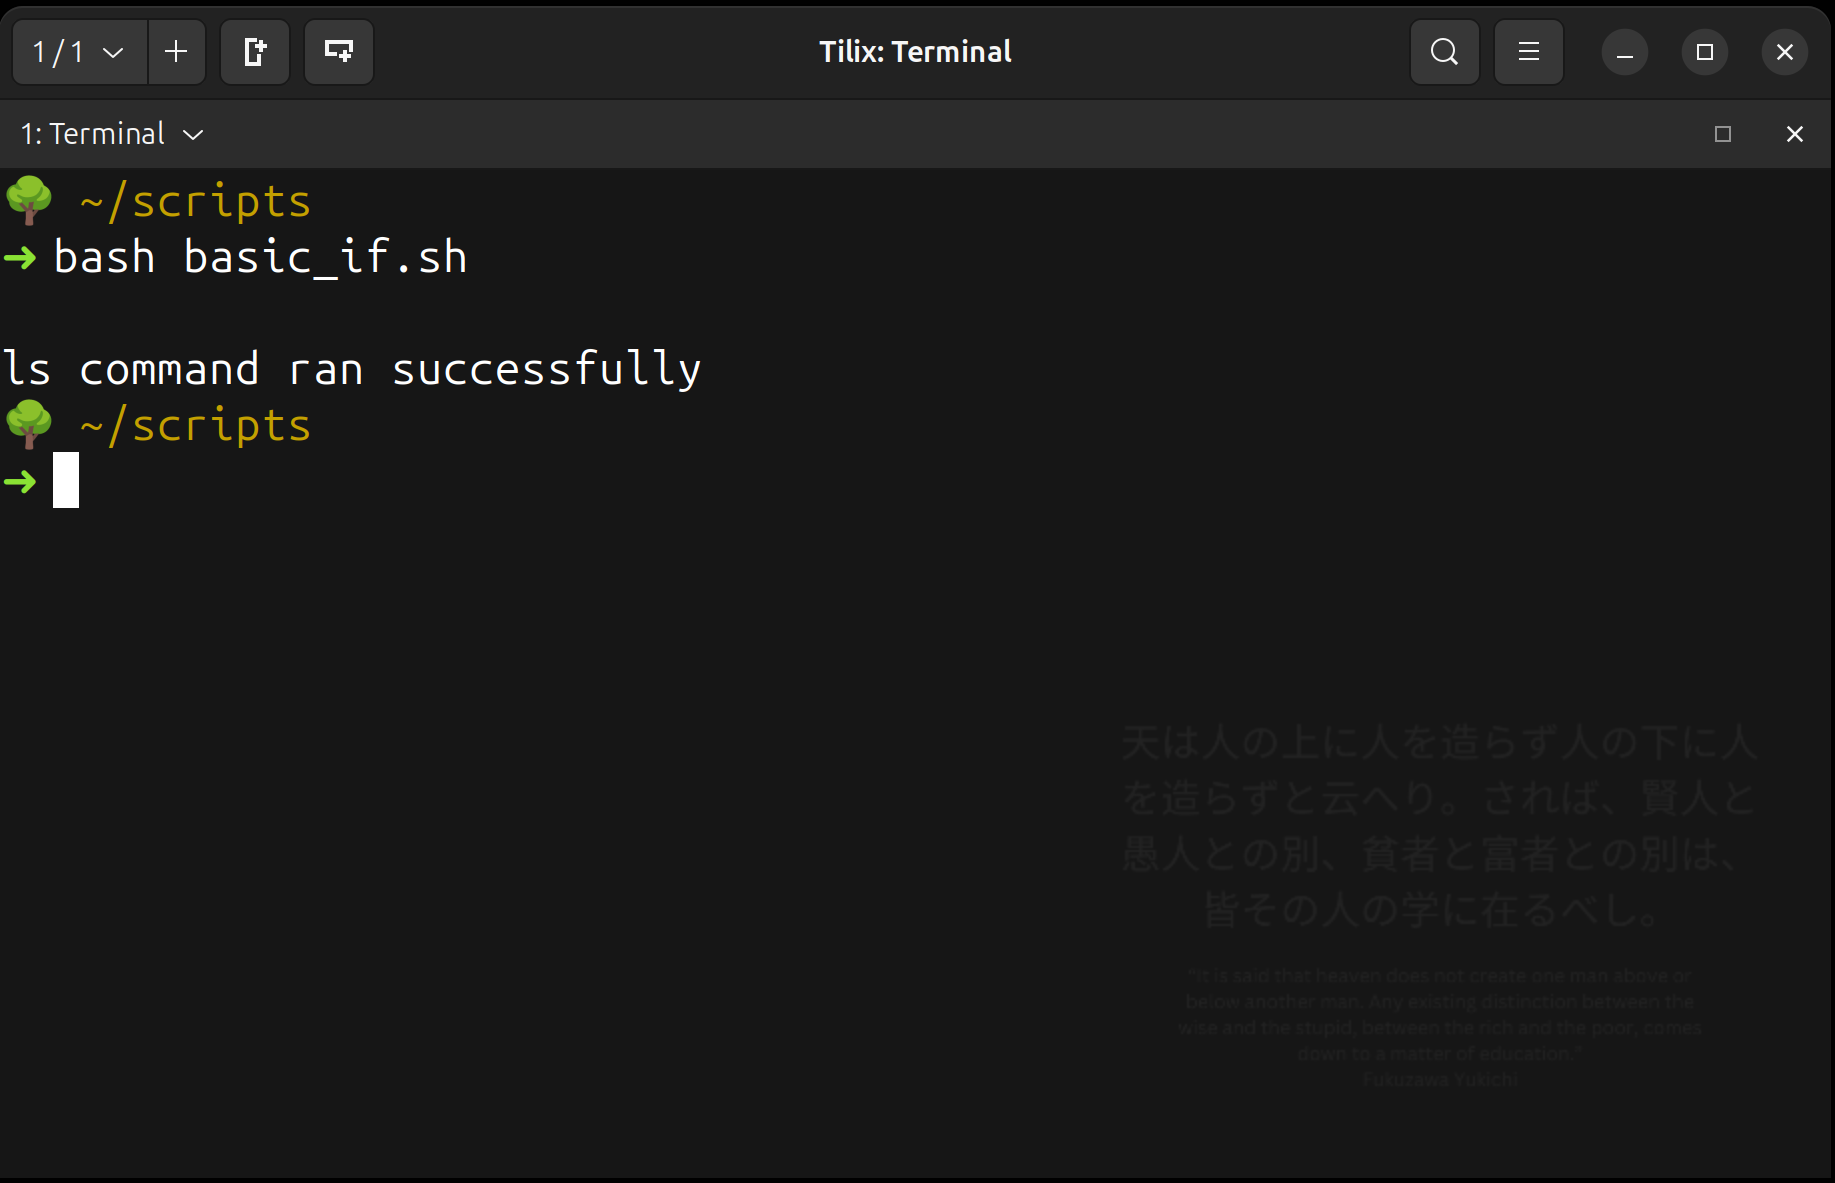 1 / 1
Tilix: Terminal
1: Terminal
~/scripts
➜ bash basic_if.sh
ls command ran successfully
~/scripts
➜
天は人の上に人を造らず人の下に人
を造らずと云へり。されば、賢人と
愚人との別、貧者と富者との別は、
皆その人の学に在るべし。
"It is said that heaven does not create one man above or
below another man. Any existing distinction between the
wise and the stupid, between the rich and the poor, comes
down to a matter of education."
Fukuzawa Yukichi